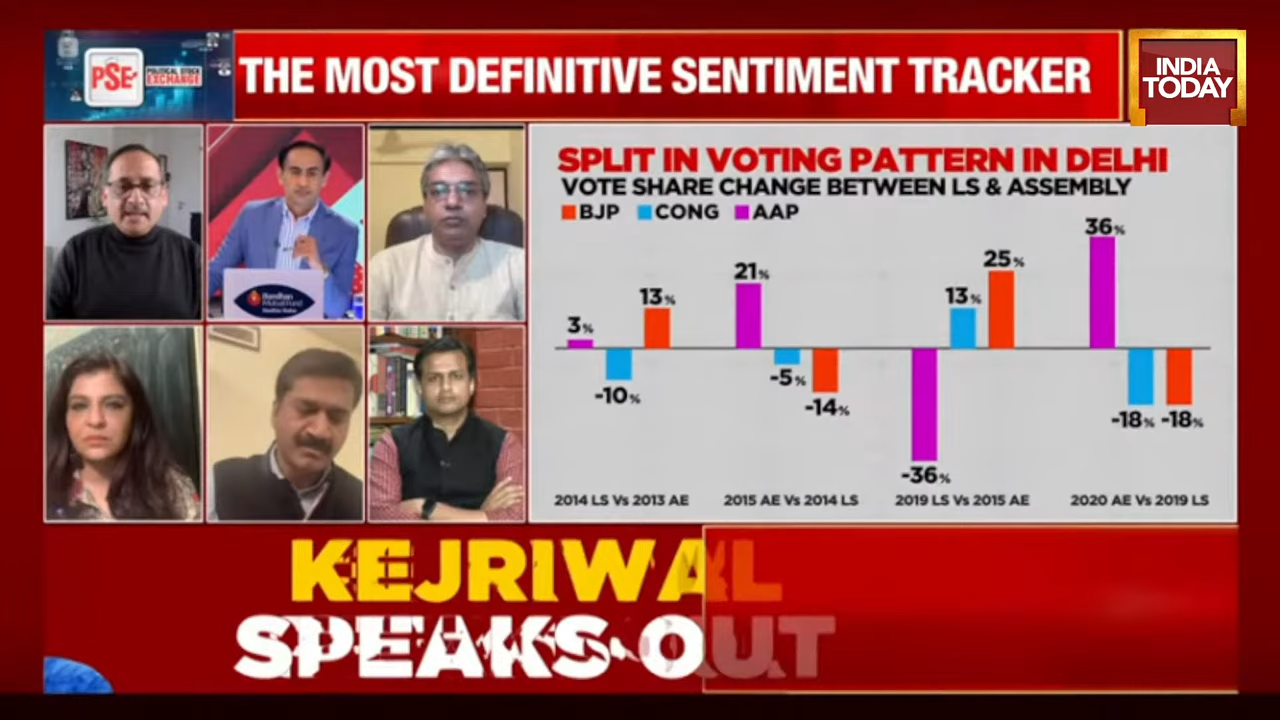 PSE
POLITICAL STOCK
EXCHANGE
THE MOST DEFINITIVE SENTIMENT TRACKER
INDIA
TODAY
SPLIT IN VOTING PATTERN IN DELHI
VOTE SHARE CHANGE BETWEEN LS & ASSEMBLY
BJP CONG AAP
3%
-10%
13%
21%
-5%
-14%
-36%
13%
25%
36%
-18%
-18%
2014 LS Vs 2013 AE
2015 AE Vs 2014 LS
2019 LS Vs 2015 AE
2020 AE Vs 2019 LS
Bandhan
Mutual Fund
KEJRIWAL
SPEAKS OUT